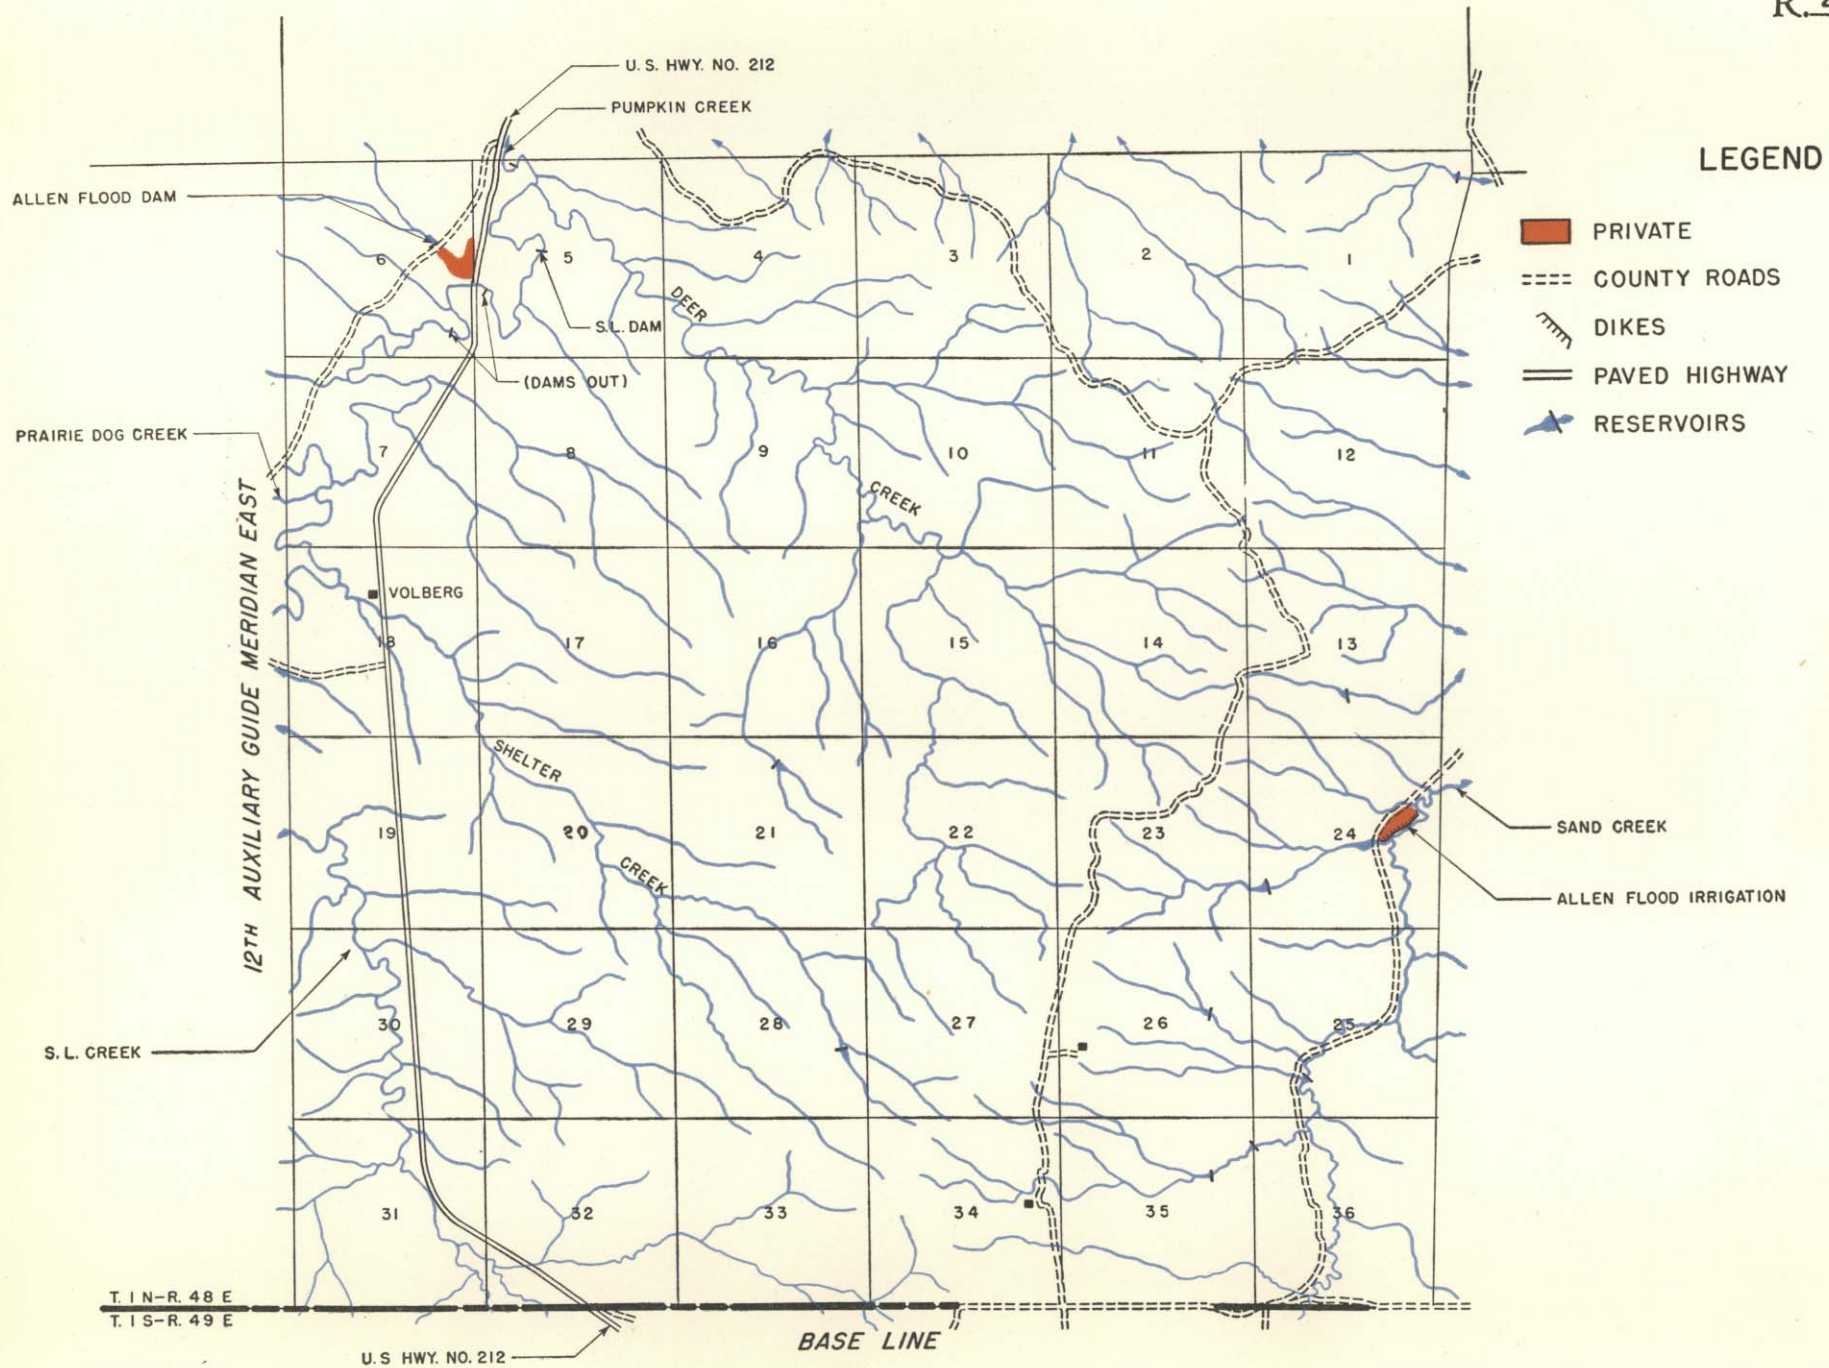 R.
U.S. HWY. NO. 212
PUMPKIN CREEK
LEGEND
ALLEN FLOOD DAM
PRIVATE
6 5 4 3 2 1
COUNTY ROADS
DEER
S.L. DAM
DIKES
(DAMS OUT)
PAVED HIGHWAY
PRAIRIE DOG CREEK
RESERVOIRS
7 8 9 10 11 12
CREEK
12TH AUXILIARY GUIDE MERIDIAN EAST
VOLBERG
18 17 16 15 14 13
SHELTER
19 20 21 22 23 24
SAND CREEK
CREEK
ALLEN FLOOD IRRIGATION
30 29 28 27 26 25
S.L. CREEK
31 32 33 34 35 36
T. 1 N-R. 48 E
T. 1 S-R. 49 E
BASE LINE
U.S HWY. NO. 212